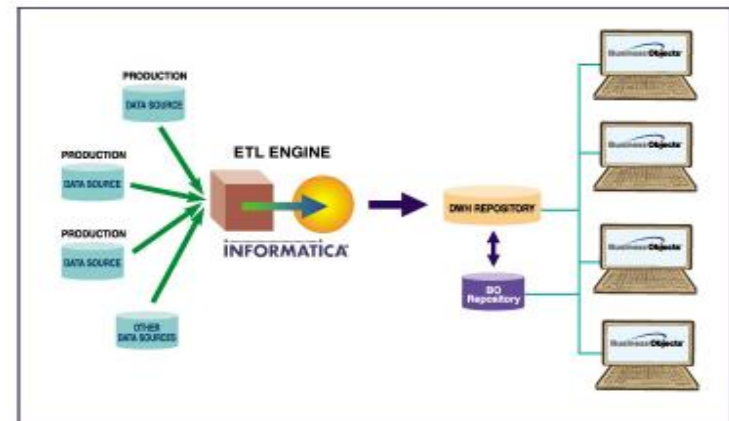 PRODUCTION
DATA SOURCE
PRODUCTION
DATA SOURCE
PRODUCTION
DATA SOURCE
OTHER
DATA SOURCES
ETL ENGINE
INFORMATICA
DWH REPOSITORY
BO
Repository
BusinessObjects
BusinessObjects
BusinessObjects
BusinessObjects